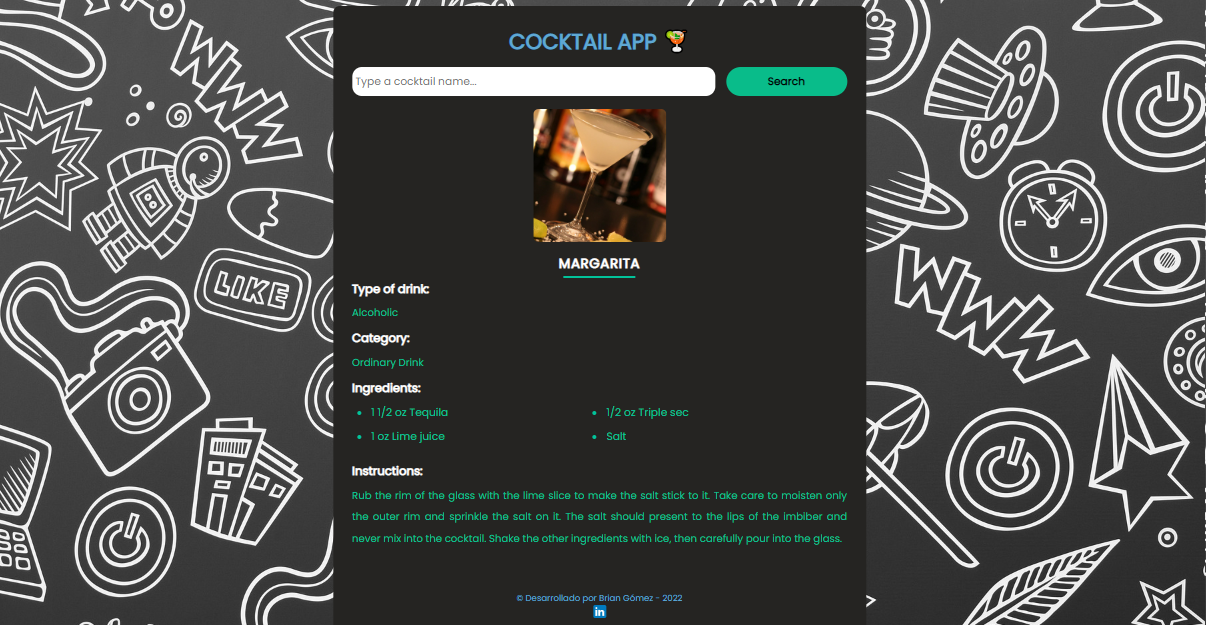 COCKTAIL APP
Type a cocktail name...
Search
MARGARITA
Type of drink:
Alcoholic
Category:
Ordinary Drink
Ingredients:
1 1/2 oz Tequila
1/2 oz Triple sec
1 oz Lime juice
Salt
Instructions:
Rub the rim of the glass with the lime slice to make the salt stick to it. Take care to moisten only
the outer rim and sprinkle the salt on it. The salt should present to the lips of the imbiber and
never mix into the cocktail. Shake the other ingredients with ice, then carefully pour into the glass.
© Desarrollado por Brian Gómez - 2022
in
WWW
LIKE
WWW